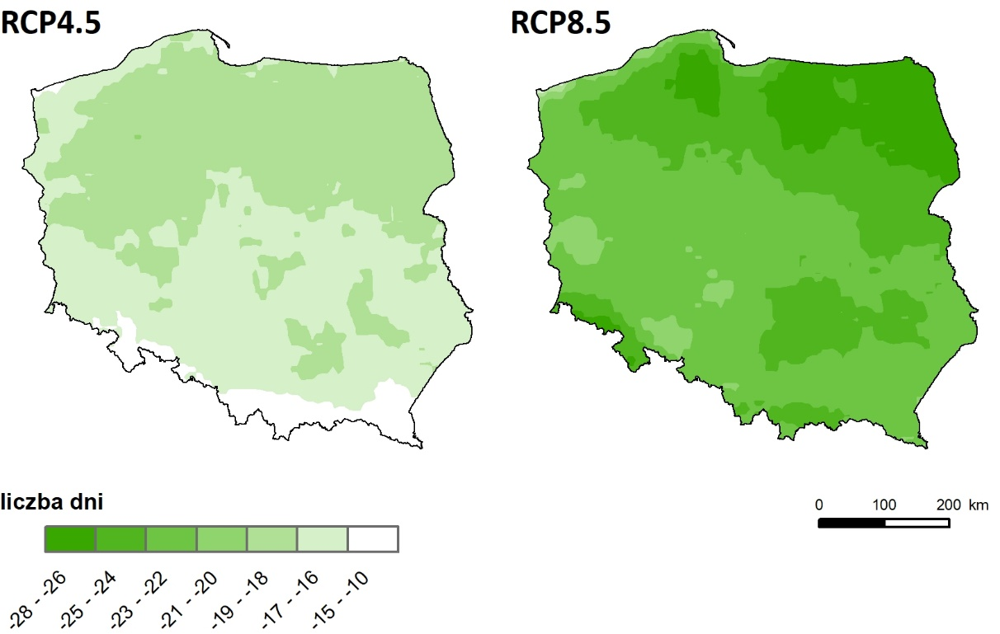 RCP4.5
RCP8.5
liczba dni
-28 - -26
-25 - -24
-23 - -22
-21 - -20
-19 - -18
-17 - -16
-15 - -10
0 100 200 km